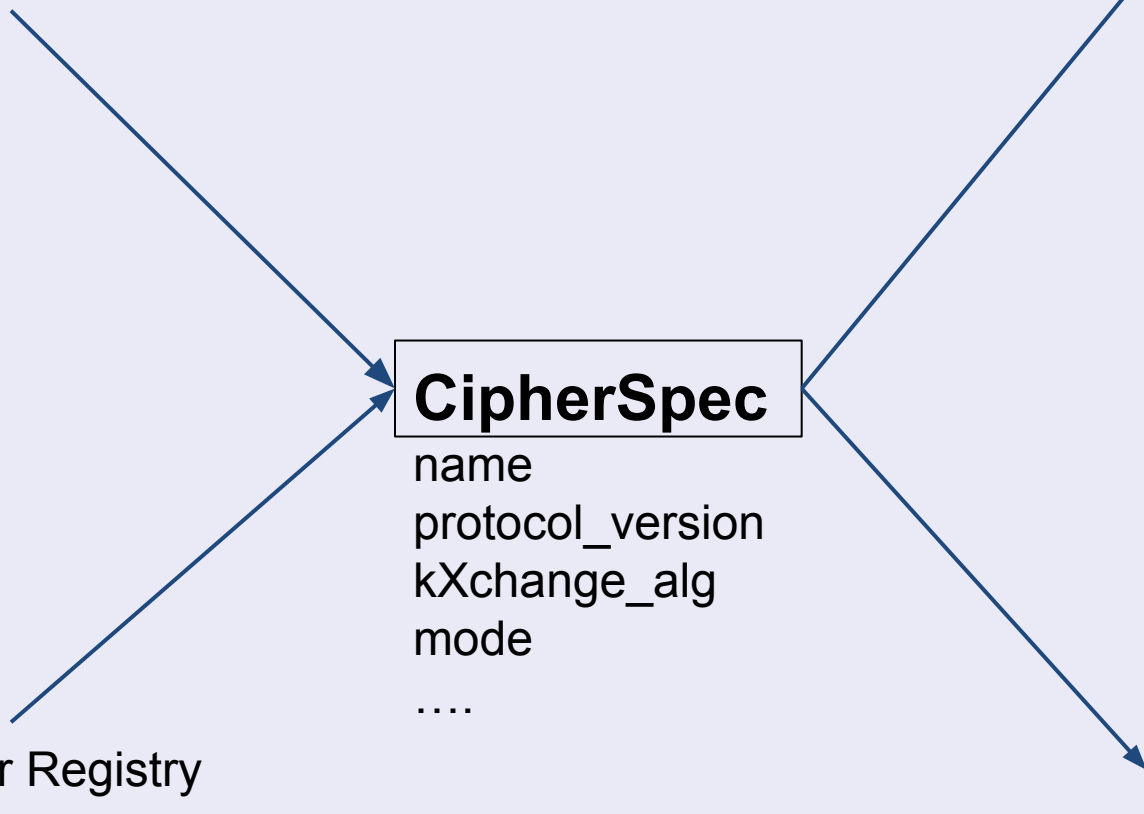 CipherSpec
name
protocol_version
kXchange_alg
mode
….
r Registry